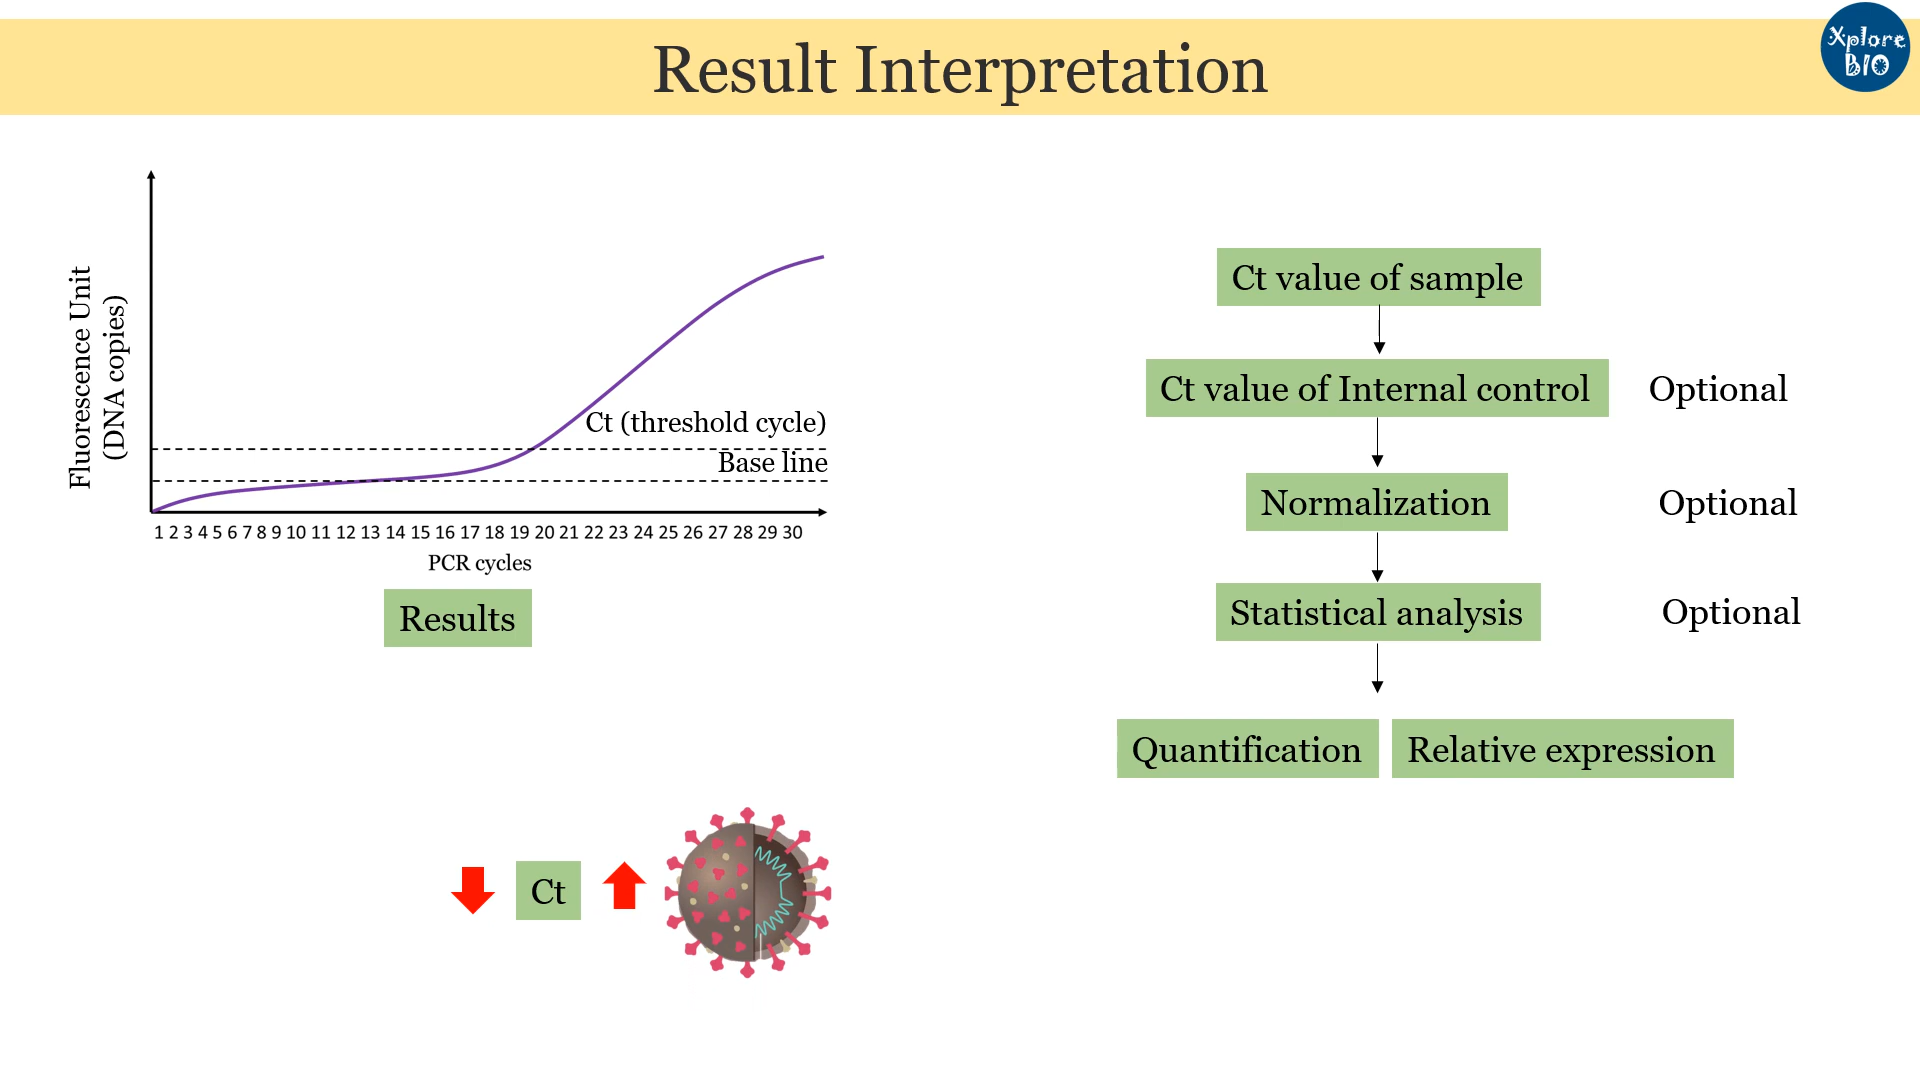 Result Interpretation
Xplore
BIO
Fluorescence Unit
(DNA copies)
Ct (threshold cycle)
Base line
1 2 3 4 5 6 7 8 9 10 11 12 13 14 15 16 17 18 19 20 21 22 23 24 25 26 27 28 29 30
PCR cycles
Results
Ct
Ct value of sample
Ct value of Internal control Optional
Normalization Optional
Statistical analysis Optional
Quantification Relative expression